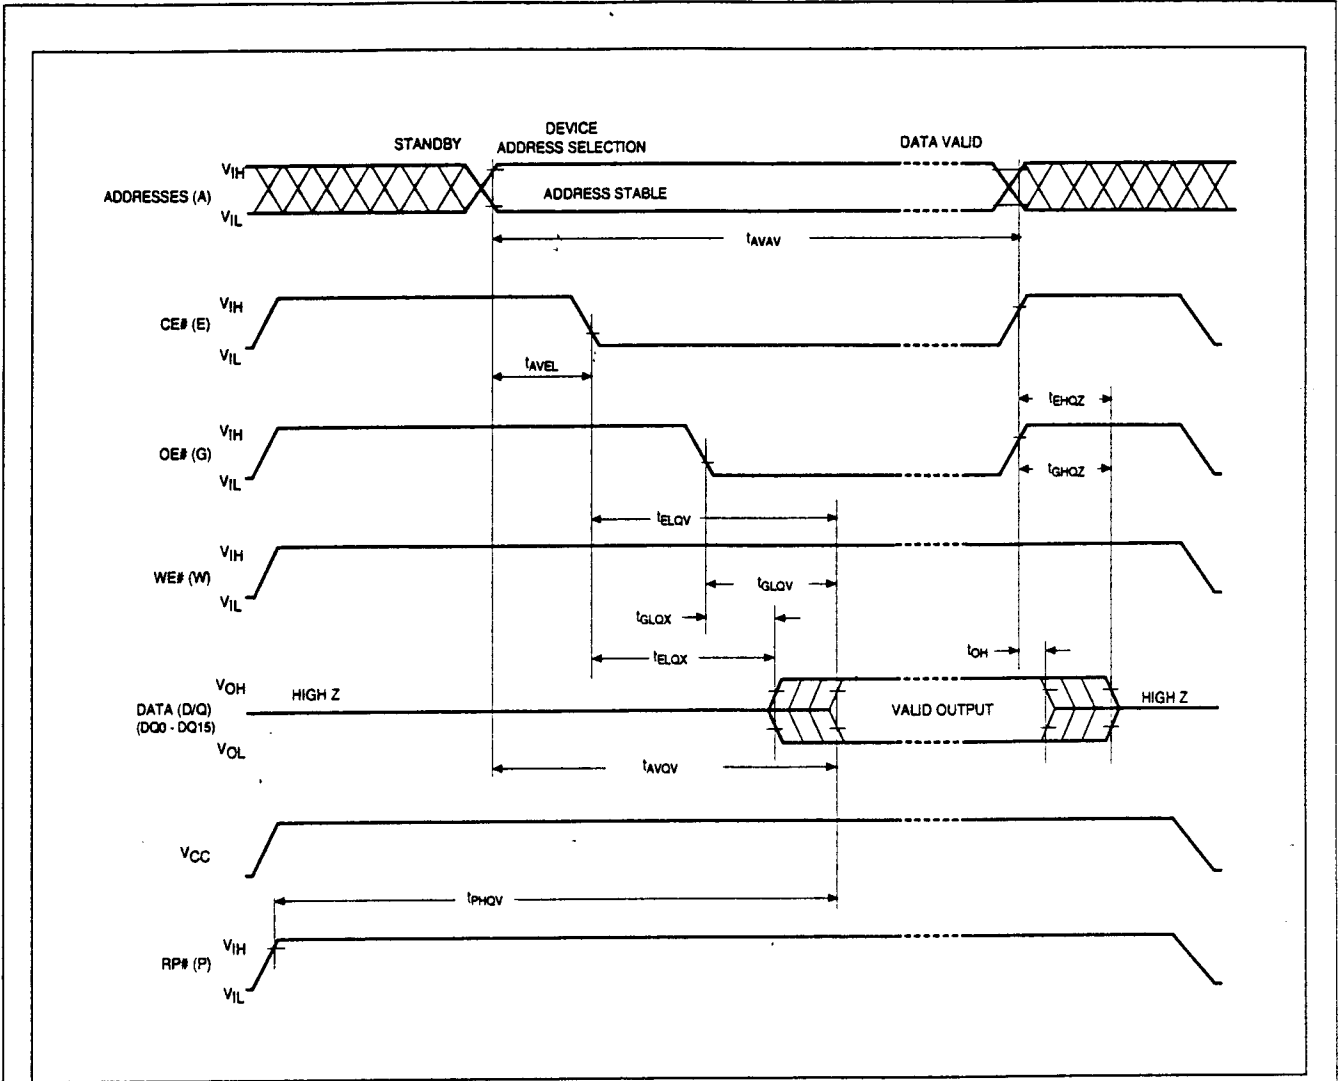 DEVICE
STANDBY ADDRESS SELECTION DATA VALID
VIH
ADDRESSES (A) ADDRESS STABLE
VIL
tAVAV
VIH
CE# (E)
VIL
tAVEL
tEHQZ
VIH
OE# (G)
VIL
tGHQZ
tELQV
VIH
WE# (W)
tGLQV
VIL
tGLQX
tELQX
tOH
VOH
HIGH Z
DATA (D/Q) VALID OUTPUT HIGH Z
(DQ0 - DQ15)
VOL
tAVQV
VCC
tPHQV
VIH
RP# (P)
VIL